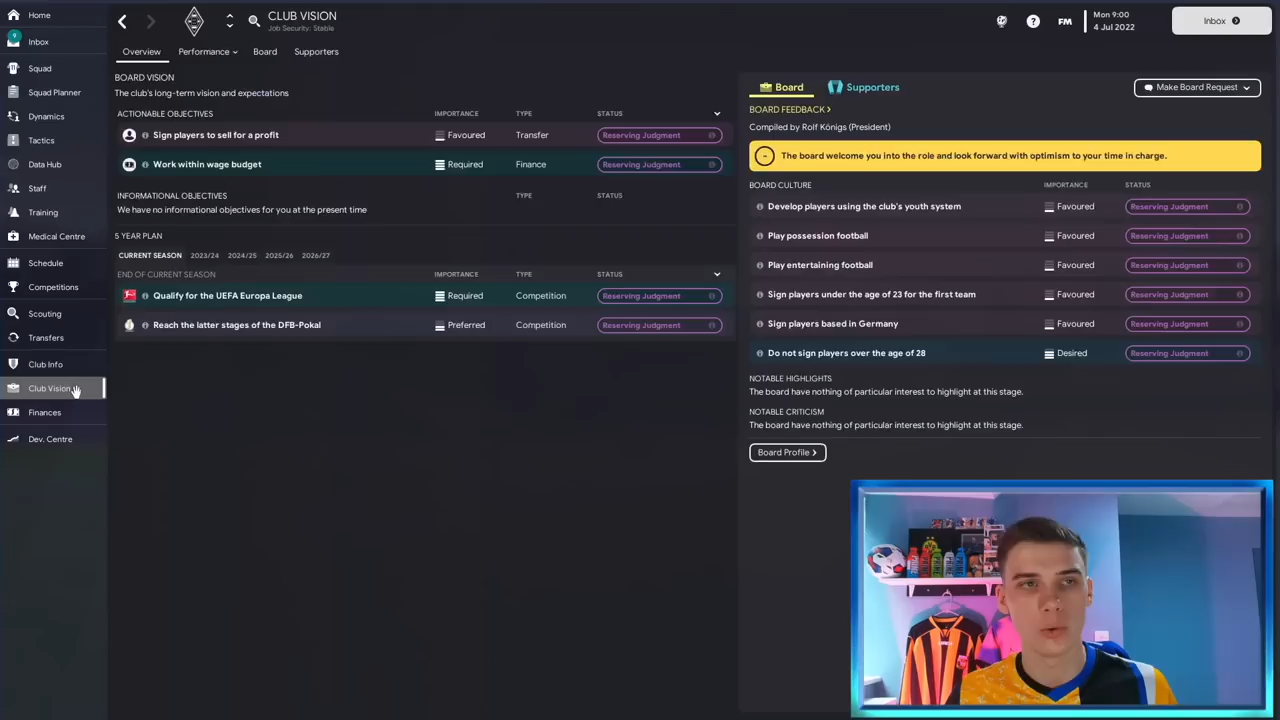 Home
CLUB VISION
Job Security: Stable
FM
Mon 9:00
4 Jul 2022
Inbox
9
Inbox
Overview
Performance
Board
Supporters
Squad
Squad Planner
Dynamics
Tactics
Data Hub
Staff
Training
Medical Centre
Schedule
Competitions
Scouting
Transfers
Club Info
Club Vision
Finances
Dev. Centre
BOARD VISION
The club's long-term vision and expectations
ACTIONABLE OBJECTIVES IMPORTANCE TYPE STATUS
Sign players to sell for a profit Favoured Transfer Reserving Judgment
Work within wage budget Required Finance Reserving Judgment
INFORMATIONAL OBJECTIVES TYPE STATUS
We have no informational objectives for you at the present time
5 YEAR PLAN
CURRENT SEASON 2023/24 2024/25 2025/26 2026/27
END OF CURRENT SEASON IMPORTANCE TYPE STATUS
Qualify for the UEFA Europa League Required Competition Reserving Judgment
Reach the latter stages of the DFB-Pokal Preferred Competition Reserving Judgment
Board Supporters Make Board Request
BOARD FEEDBACK >
Compiled by Rolf Königs (President)
The board welcome you into the role and look forward with optimism to your time in charge.
BOARD CULTURE IMPORTANCE STATUS
Develop players using the club's youth system Favoured Reserving Judgment
Play possession football Favoured Reserving Judgment
Play entertaining football Favoured Reserving Judgment
Sign players under the age of 23 for the first team Favoured Reserving Judgment
Sign players based in Germany Favoured Reserving Judgment
Do not sign players over the age of 28 Desired Reserving Judgment
NOTABLE HIGHLIGHTS
The board have nothing of particular interest to highlight at this stage.
NOTABLE CRITICISM
The board have nothing of particular interest to highlight at this stage.
Board Profile >